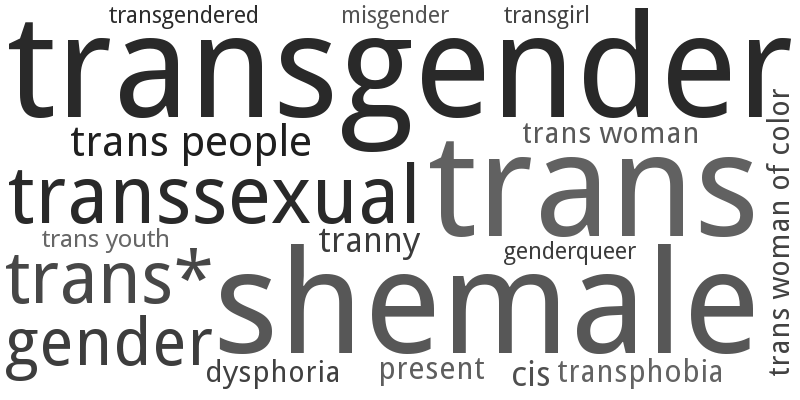 transgendered
misgender
transgirl
transgender
trans people
trans woman
trans woman of color
transsexual
trans
trans youth
tranny
genderqueer
trans*
shemale
gender
dysphoria
present
cis
transphobia